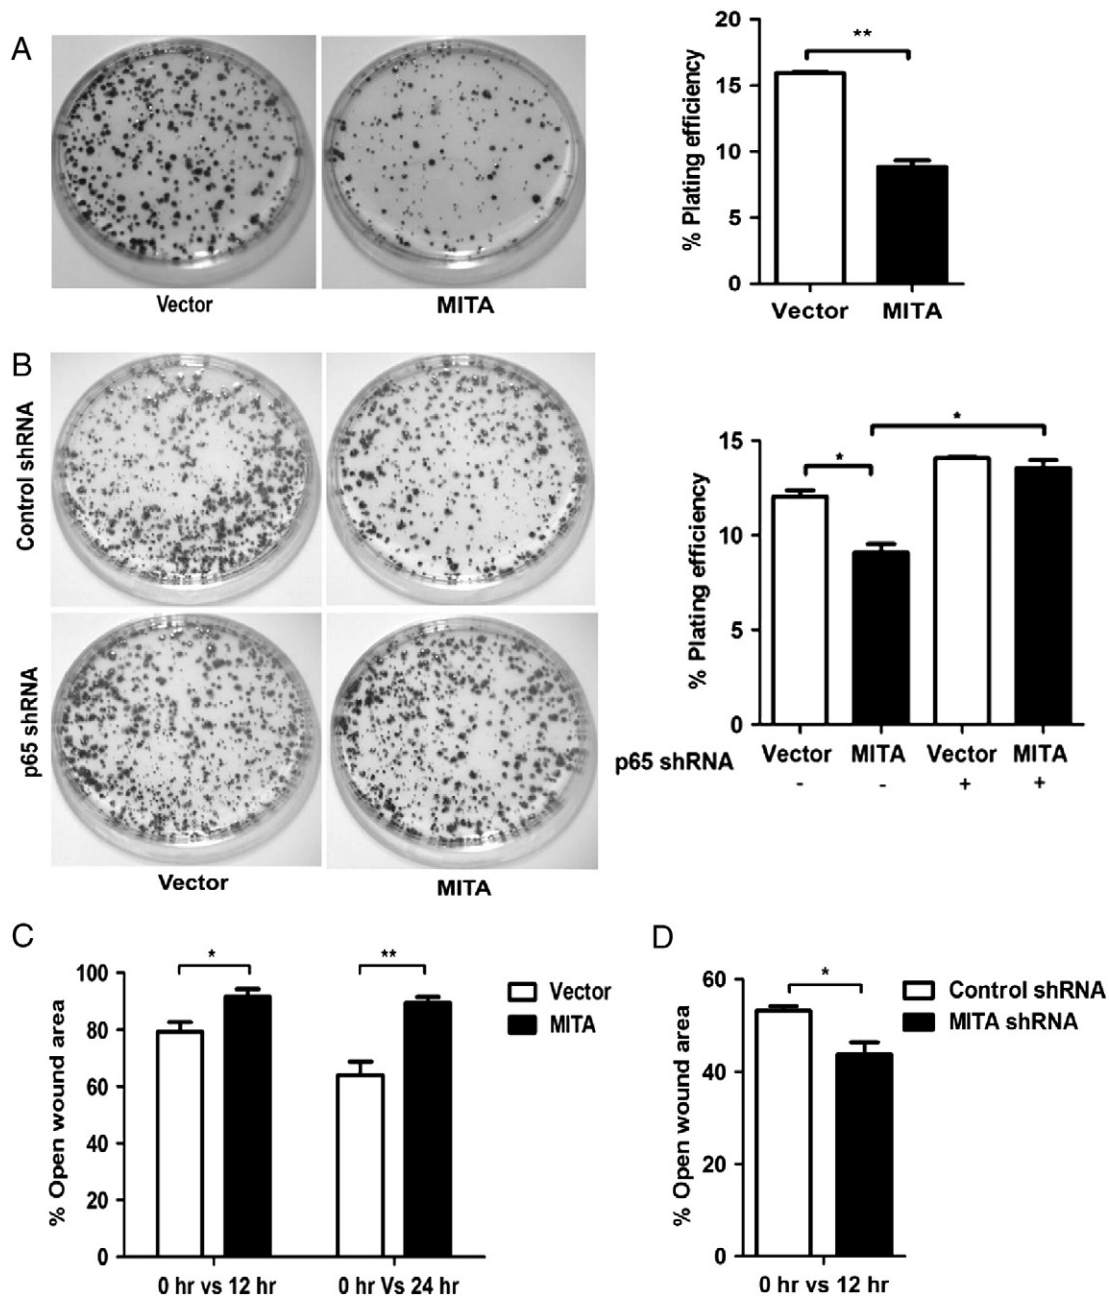 A
Vector
MITA
% Plating efficiency
20
15
10
5
0
**
Vector
MITA
B
Control shRNA
p65 shRNA
Vector
MITA
% Plating efficiency
15
10
5
0
*
*
Vector MITA Vector MITA
p65 shRNA
- - + +
C
% Open wound area
100
80
60
40
20
0
*
**
0 hr vs 12 hr
0 hr Vs 24 hr
Vector
MITA
D
% Open wound area
60
40
20
0
*
0 hr vs 12 hr
Control shRNA
MITA shRNA